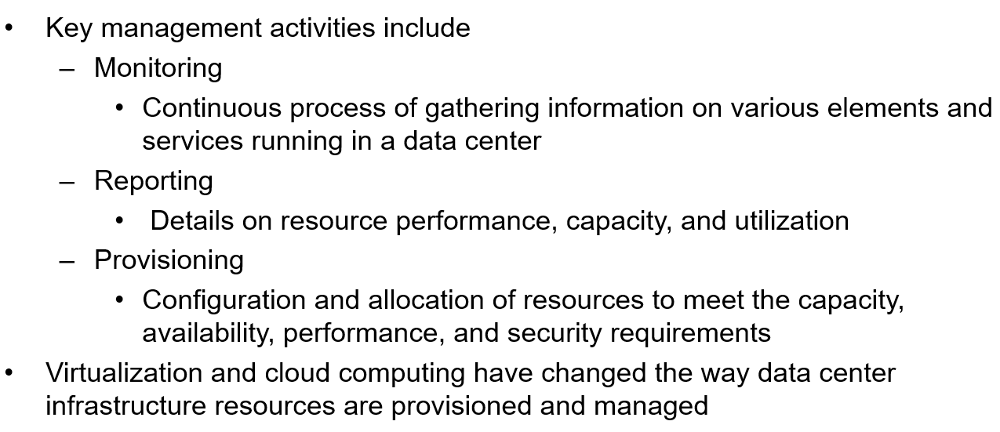 • Key management activities include
– Monitoring
• Continuous process of gathering information on various elements and
services running in a data center
– Reporting
• Details on resource performance, capacity, and utilization
– Provisioning
• Configuration and allocation of resources to meet the capacity,
availability, performance, and security requirements
• Virtualization and cloud computing have changed the way data center
infrastructure resources are provisioned and managed